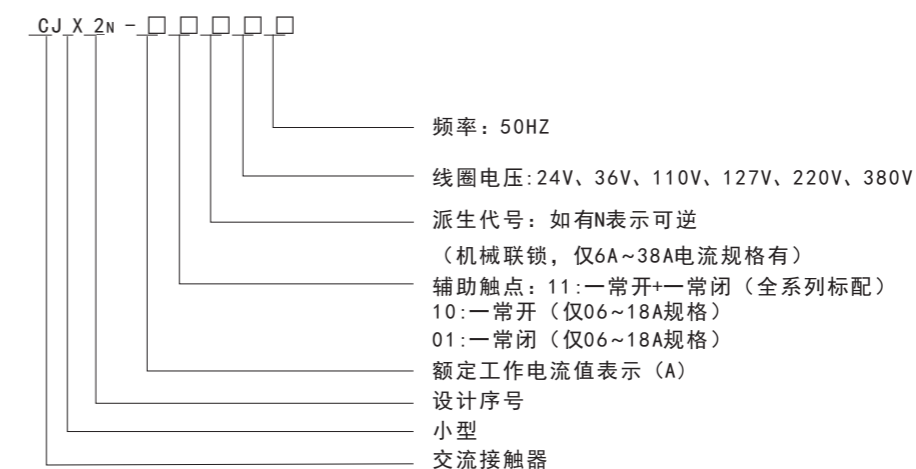 CJ X 2N -□ □ □ □ □
频率：50HZ
线圈电压:24V、36V、110V、127V、220V、380V
派生代号：如有N表示可逆
（机械联锁，仅6A~38A电流规格有）
辅助触点：11:一常开+一常闭（全系列标配）
10:一常开（仅06~18A规格）
01:一常闭（仅06~18A规格）
额定工作电流值表示（A）
设计序号
小型
交流接触器